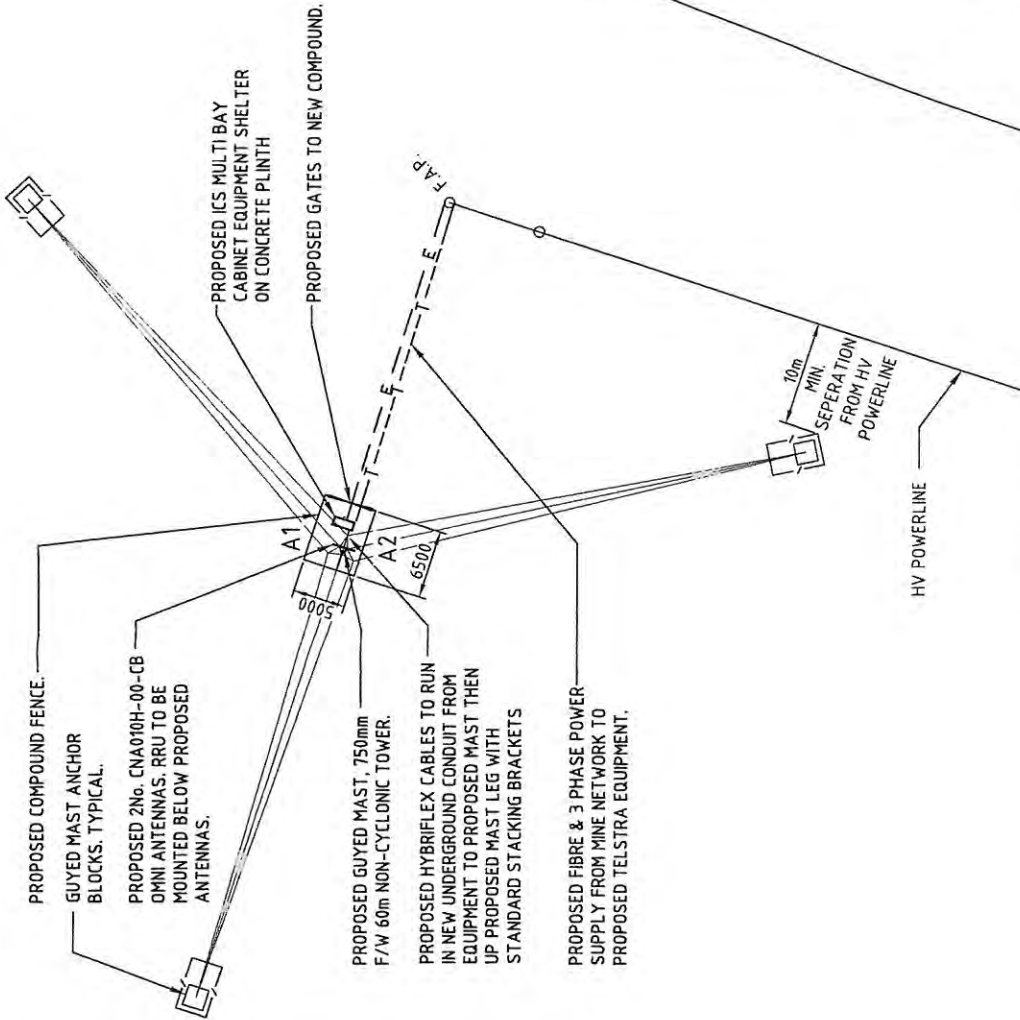 PROPOSED COMPOUND FENCE.
GUYED MAST ANCHOR
BLOCKS. TYPICAL.
PROPOSED 2No. CNA010H-00-CB
OMNI ANTENNAS. RRU TO BE
MOUNTED BELOW PROPOSED
ANTENNAS.
PROPOSED GUYED MAST, 750mm
F/W 60m NON-CYCLONIC TOWER.
PROPOSED HYBRIFLEX CABLES TO RUN
IN NEW UNDERGROUND CONDUIT FROM
EQUIPMENT TO PROPOSED MAST THEN
UP PROPOSED MAST LEG WITH
STANDARD STACKING BRACKETS
PROPOSED FIBRE & 3 PHASE POWER
SUPPLY FROM MINE NETWORK TO
PROPOSED TELSTRA EQUIPMENT.
5000
A1
A2
6500
PROPOSED ICS MULTI BAY
CABINET EQUIPMENT SHELTER
ON CONCRETE PLINTH
PROPOSED GATES TO NEW COMPOUND.
E
E
T
T
T
F.A.P.
10m
MIN.
SEPERATION
FROM HV
POWERLINE
HV POWERLINE